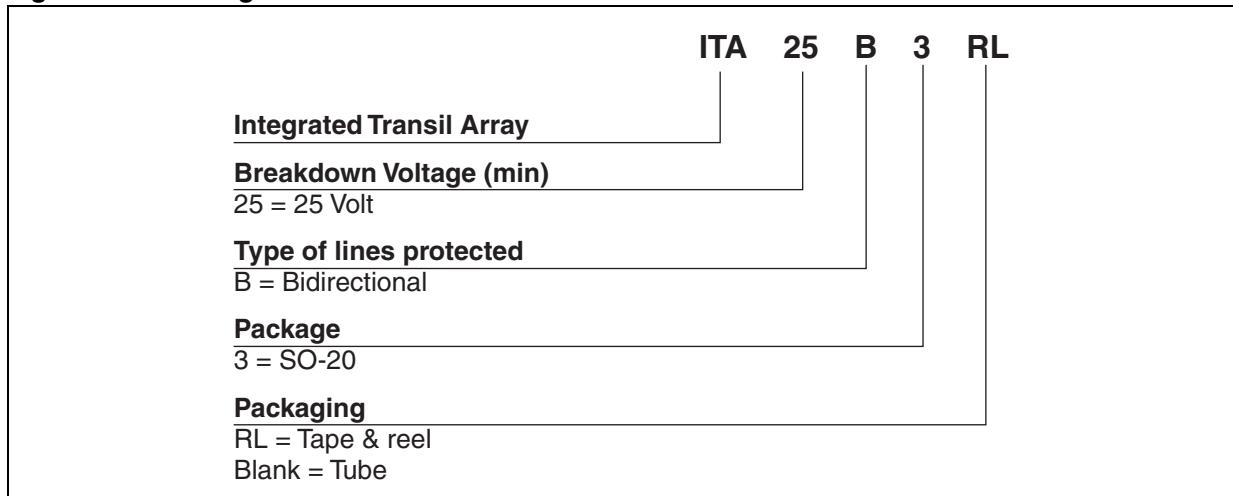 ITA 25 B 3 RL
Integrated Transil Array
Breakdown Voltage (min)
25 = 25 Volt
Type of lines protected
B = Bidirectional
Package
3 = SO-20
Packaging
RL = Tape & reel
Blank = Tube